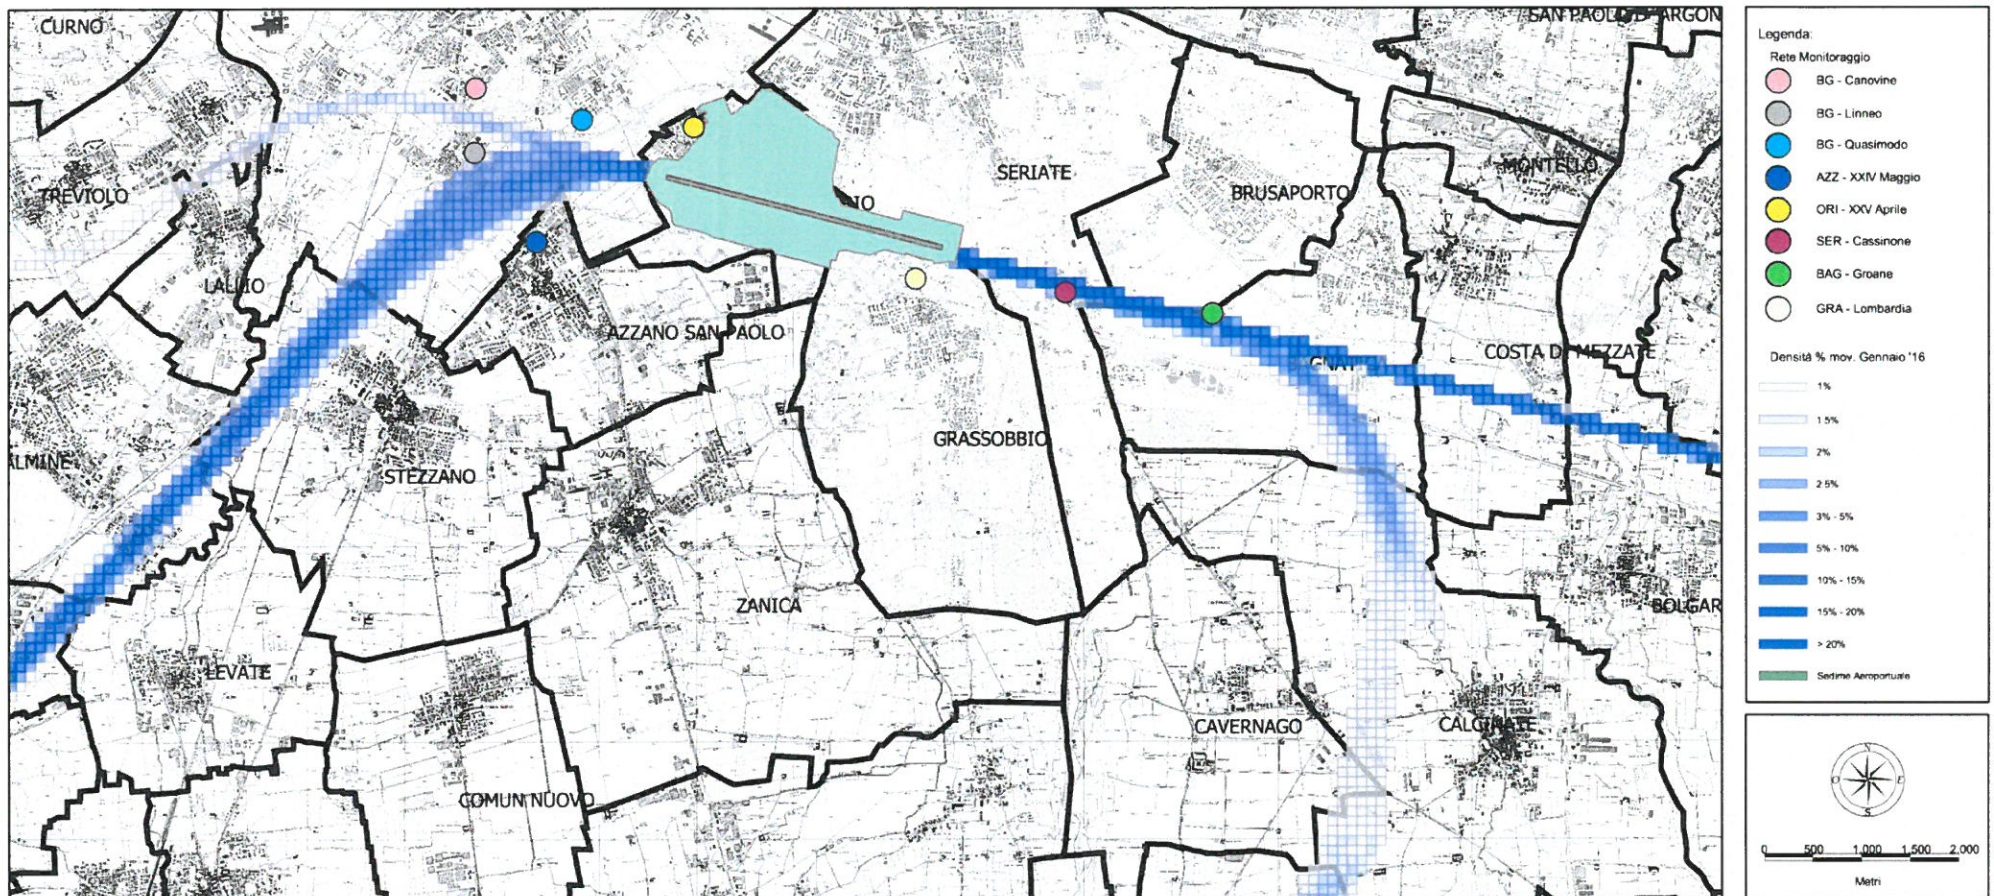 CURNO
SAN PAOLO D'ARGON
TREVIOLO
SERIATE
BRUSAPORTO
MONTELLO
IO
LALLIO
AZZANO SAN PAOLO
GNAT
COSTA DI MEZZATE
ALMINE
STEZZANO
GRASSOBBIO
ZANICA
BOLGAR
LEVATE
CAVERNAGO
CALCINATE
COMUN NUOVO
Legenda:
Rete Monitoraggio
BG - Canovine
BG - Linneo
BG - Quasimodo
AZZ - XXIV Maggio
ORI - XXV Aprile
SER - Cassinone
BAG - Groane
GRA - Lombardia
Densità % mov. Gennaio '16
1%
1.5%
2%
2.5%
3% - 5%
5% - 10%
10% - 15%
15% - 20%
> 20%
Sedime Aeroportuale
N
O E
S
0 500 1.000 1.500 2.000
Metri